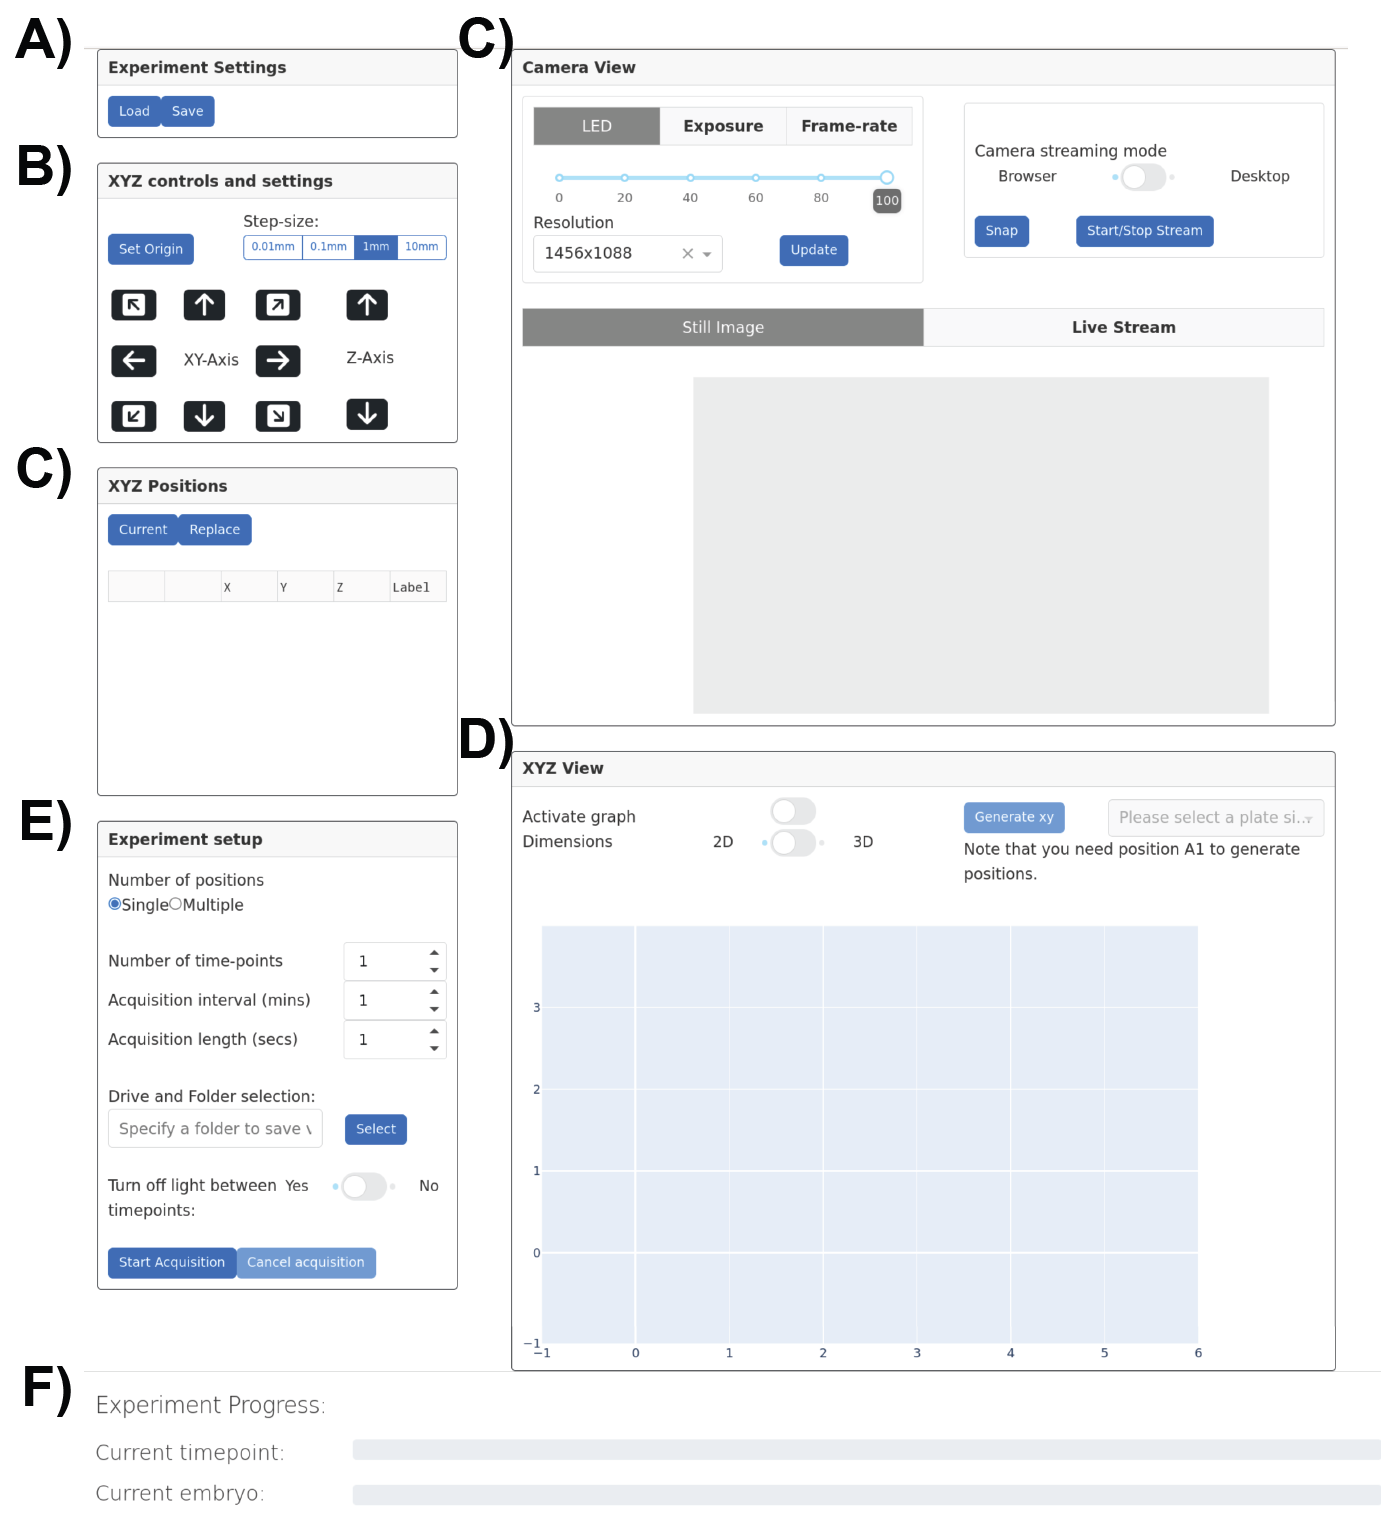 A)
Experiment Settings
Load Save
B)
XYZ controls and settings
Step-size:
Set Origin
0.01mm 0.1mm 1mm 10mm
XY-Axis
Z-Axis
C)
XYZ Positions
Current Replace
X Y Z Label
E)
Experiment setup
Number of positions
Single Multiple
Number of time-points 1
Acquisition interval (mins) 1
Acquisition length (secs) 1
Drive and Folder selection:
Specify a folder to save Select
Turn off light between Yes No
timepoints:
Start Acquisition Cancel acquisition
C)
Camera View
LED Exposure Frame-rate
0 20 40 60 80 100
Resolution
1456x1088 Update
Camera streaming mode
Browser Desktop
Snap Start/Stop Stream
Still Image Live Stream
D)
XYZ View
Activate graph
Dimensions 2D 3D
Generate xy Please select a plate si...
Note that you need position A1 to generate
positions.
3
2
1
0
−1
−1 0 1 2 3 4 5 6
F)
Experiment Progress:
Current timepoint:
Current embryo: